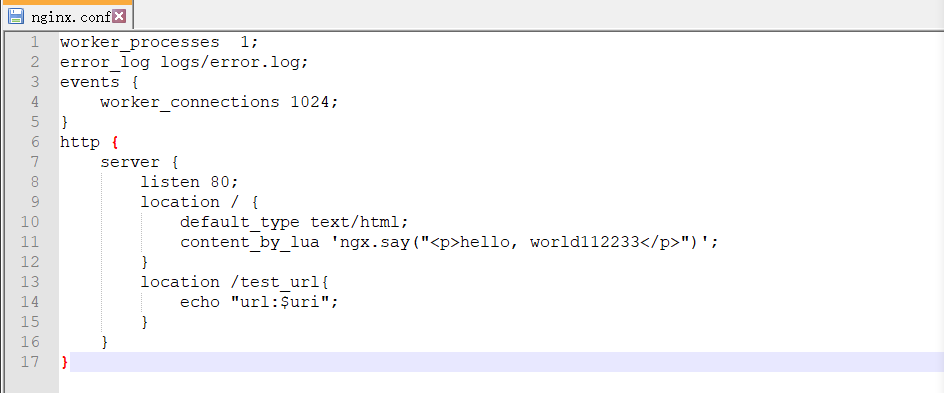 nginx.conf
1 worker_processes  1;
2 error_log logs/error.log;
3 events {
4     worker_connections 1024;
5 }
6 http {
7     server {
8         listen 80;
9         location / {
10             default_type text/html;
11             content_by_lua 'ngx.say("<p>hello, world112233</p>")';
12         }
13         location /test_url{
14             echo "url:$uri";
15         }
16     }
17 }